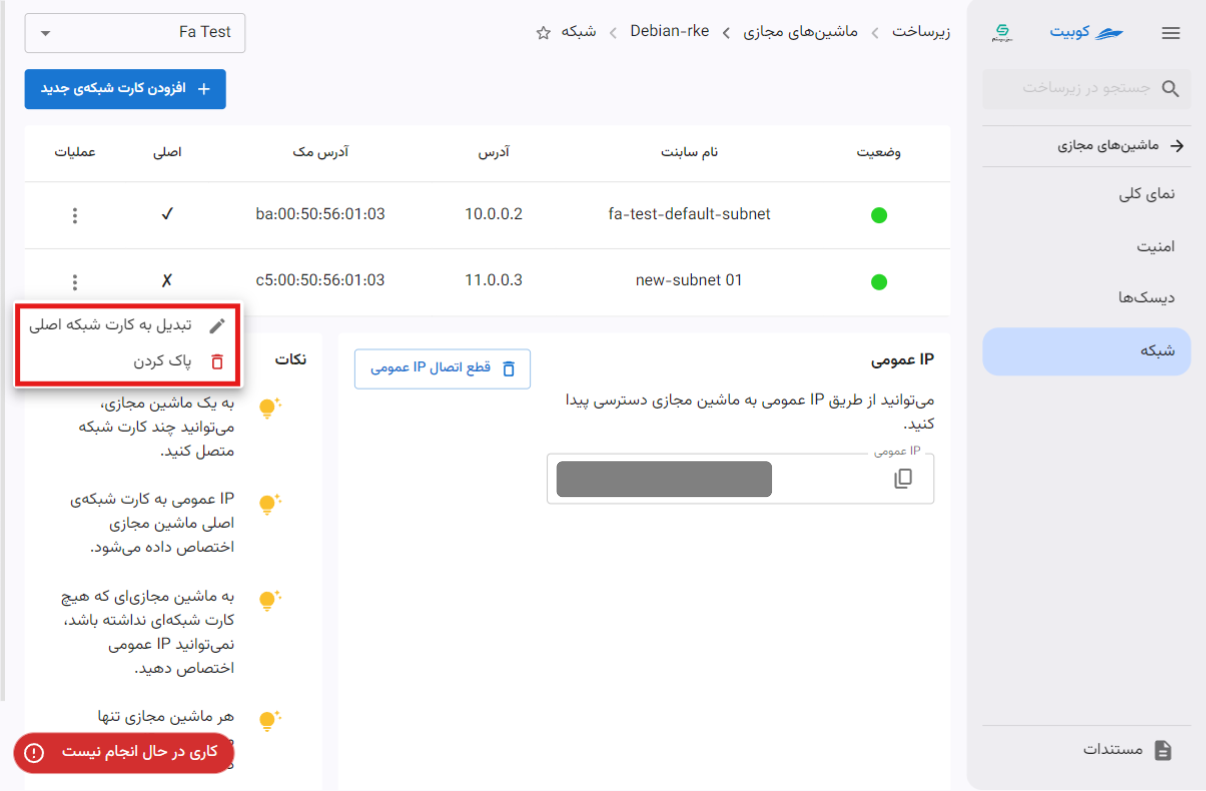 کوبیت
جستجو در زیرساخت
ماشین‌های مجازی
نمای کلی
امنیت
دیسک‌ها
شبکه
مستندات
زیرساخت > ماشین‌های مجازی > Debian-rke > شبکه
Fa Test
+ افزودن کارت شبکه‌ی جدید
وضعیت نام سابنت آدرس آدرس مک اصلی عملیات
fa-test-default-subnet 10.0.0.2 ba:00:50:56:01:03 ✓
new-subnet 01 11.0.0.3 c5:00:50:56:01:03 ✗
تبدیل به کارت شبکه اصلی
پاک کردن
IP عمومی
قطع اتصال IP عمومی
می‌توانید از طریق IP عمومی به ماشین مجازی دسترسی پیدا
کنید.
IP عمومی
نکات
به یک ماشین مجازی،
می‌توانید چند کارت شبکه
متصل کنید.
IP عمومی به کارت شبکه‌ی
اصلی ماشین مجازی
اختصاص داده می‌شود.
به ماشین مجازی‌ای که هیچ
کارت شبکه‌ای نداشته باشد،
نمی‌توانید IP عمومی
اختصاص دهید.
هر ماشین مجازی تنها
کاری در حال انجام نیست